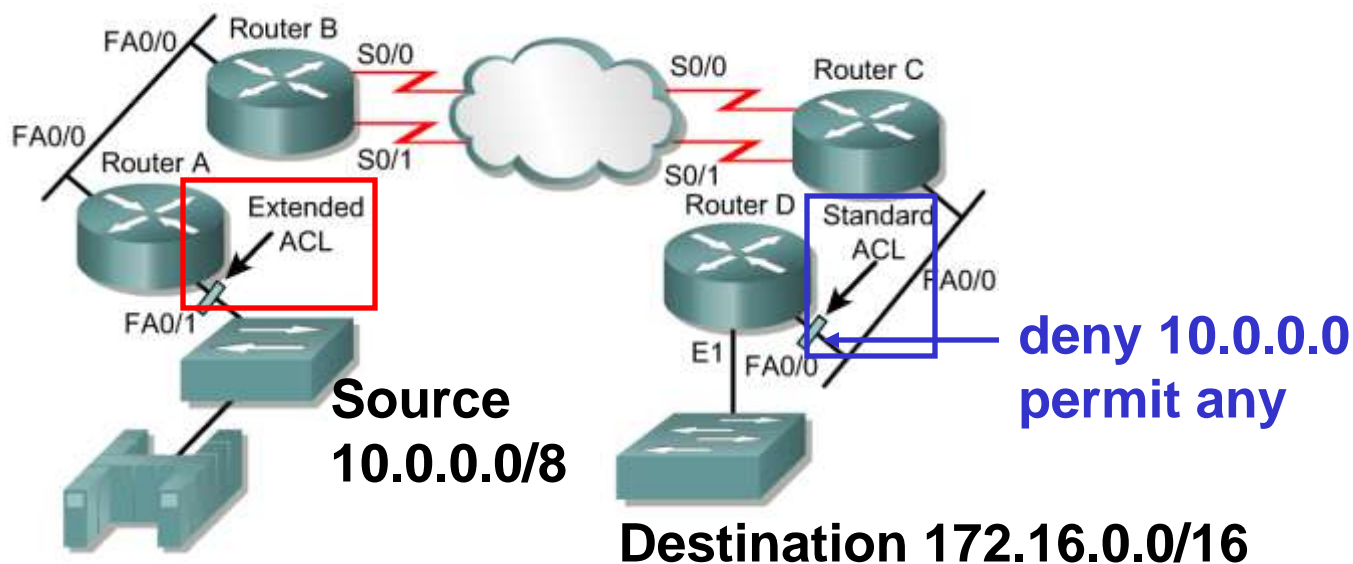 Router B
FA0/0
S0/0
S0/0
Router C
FA0/0
Router A
S0/1
S0/1
Extended
ACL
Router D
Standard
ACL
FA0/0
FA0/1
E1
FA0/0
deny 10.0.0.0
permit any
Source
10.0.0.0/8
Destination 172.16.0.0/16